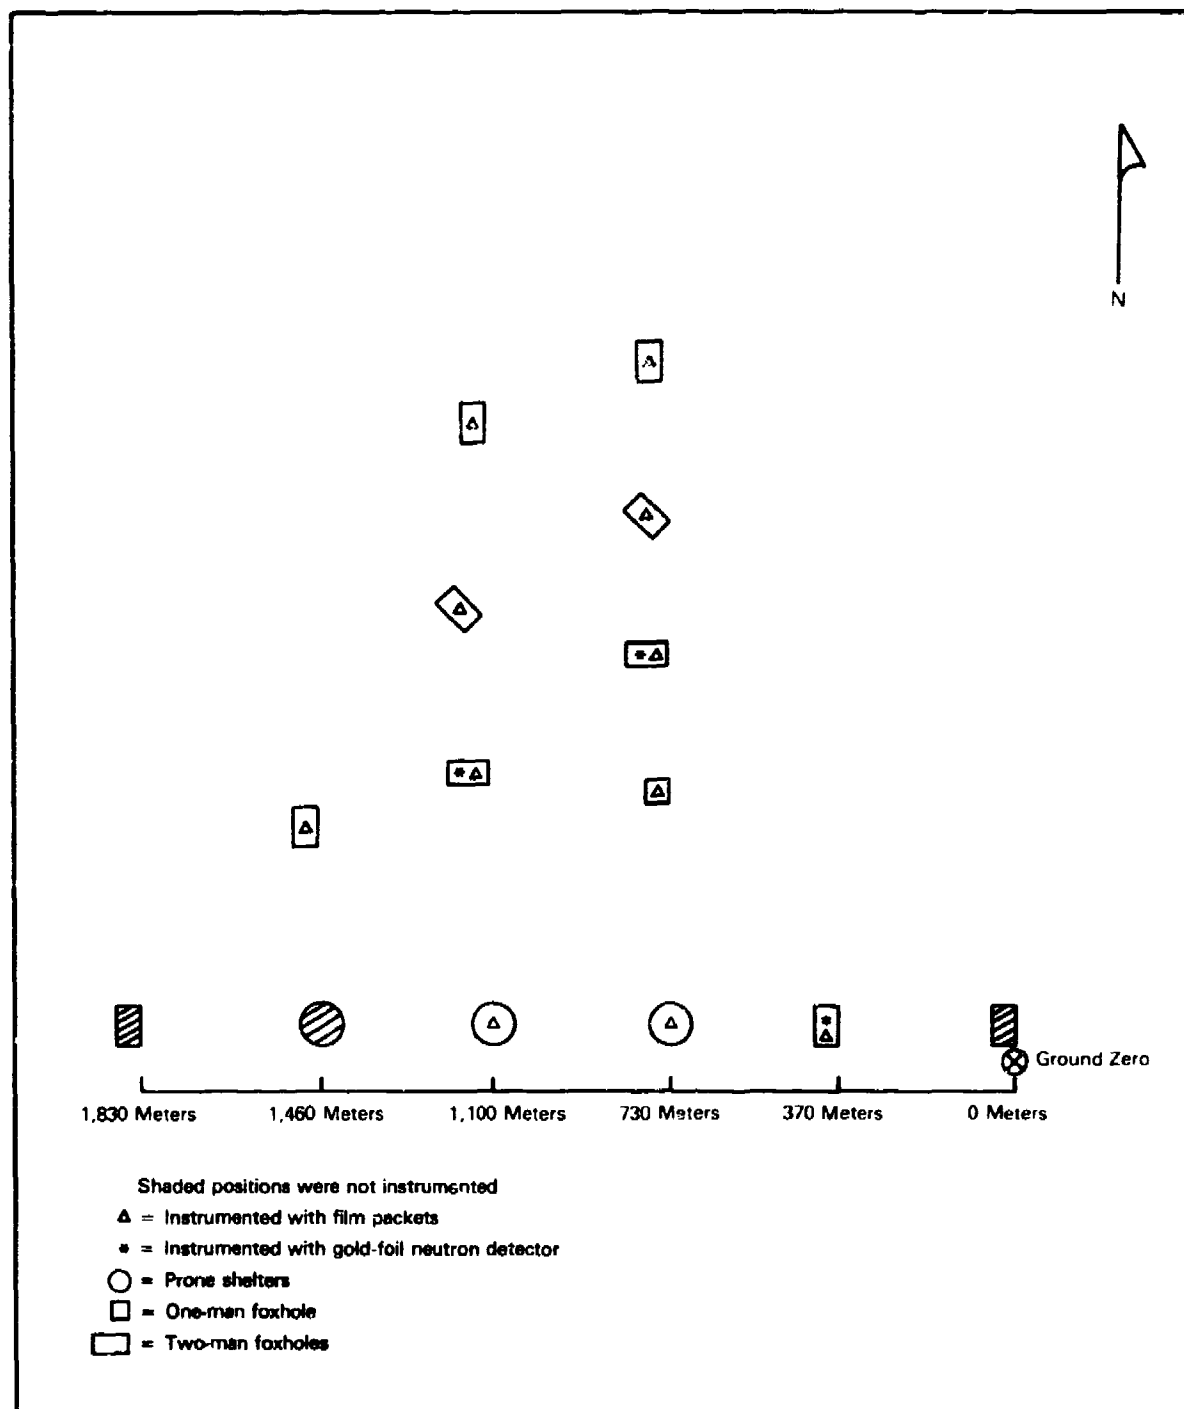 N
Ground Zero
1,830 Meters 1,460 Meters 1,100 Meters 730 Meters 370 Meters 0 Meters
Shaded positions were not instrumented
Δ = Instrumented with film packets
* = Instrumented with gold-foil neutron detector
○ = Prone shelters
□ = One-man foxhole
▭ = Two-man foxholes